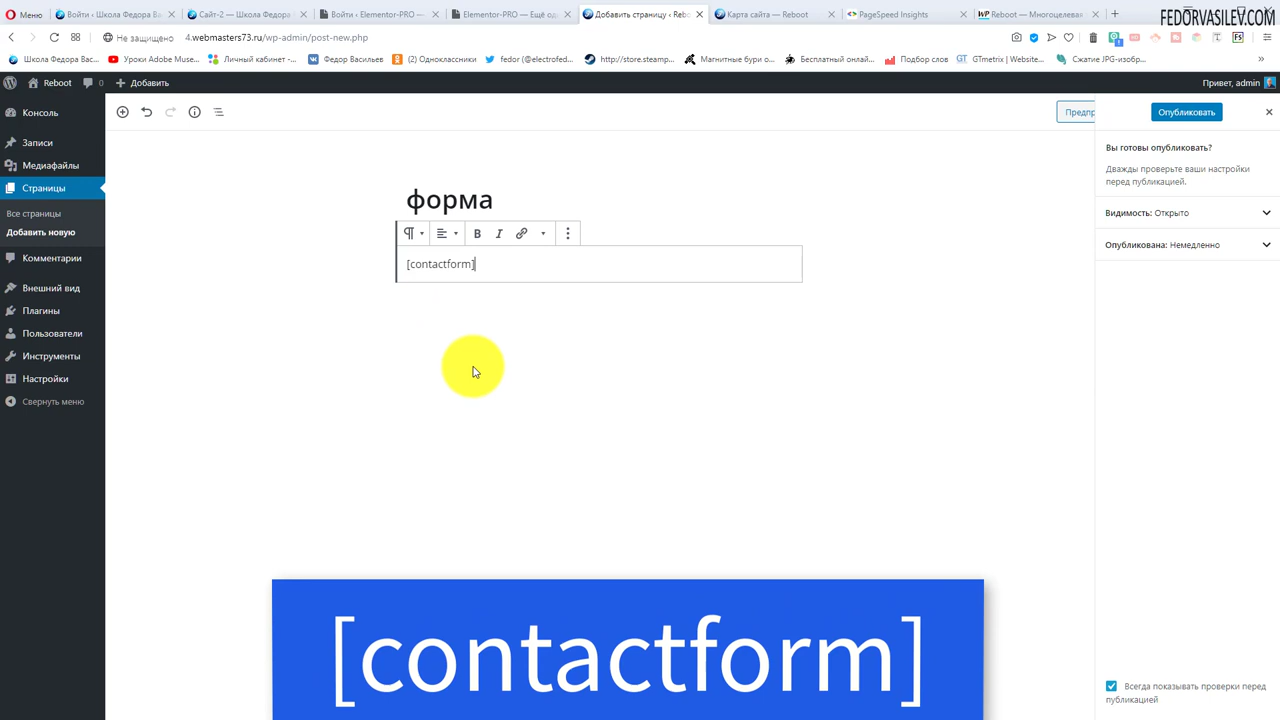 Меню
Войти ‹ Школа Федора Ва
Сайт-2 — Школа Федора
Войти ‹ Elementor-PRO —
Elementor-PRO — Ещё од
Добавить страницу ‹ Reb
Карта сайта — Reboot
PageSpeed Insights
Reboot — Многоцелевая
FEDORVASILEV.COM
Не защищено
4.webmasters73.ru/wp-admin/post-new.php
Школа Федора Вас...
Уроки Adobe Muse...
Личный кабинет -...
Федор Васильев
(2) Одноклассники
fedor (@electrofed...
http://store.steamp...
Магнитные бури о...
Бесплатный онлай...
Подбор слов
GTmetrix | Website...
Сжатие JPG-изобр...
Reboot
0
Добавить
Привет, admin
Консоль
Записи
Медиафайлы
Страницы
Все страницы
Добавить новую
Комментарии
Внешний вид
Плагины
Пользователи
Инструменты
Настройки
Свернуть меню
Предпр
Опубликовать
форма
[contactform]
Вы готовы опубликовать?
Дважды проверьте ваши настройки
перед публикацией.
Видимость: Открыто
Опубликована: Немедленно
Всегда показывать проверки перед
публикацией
[contactform]